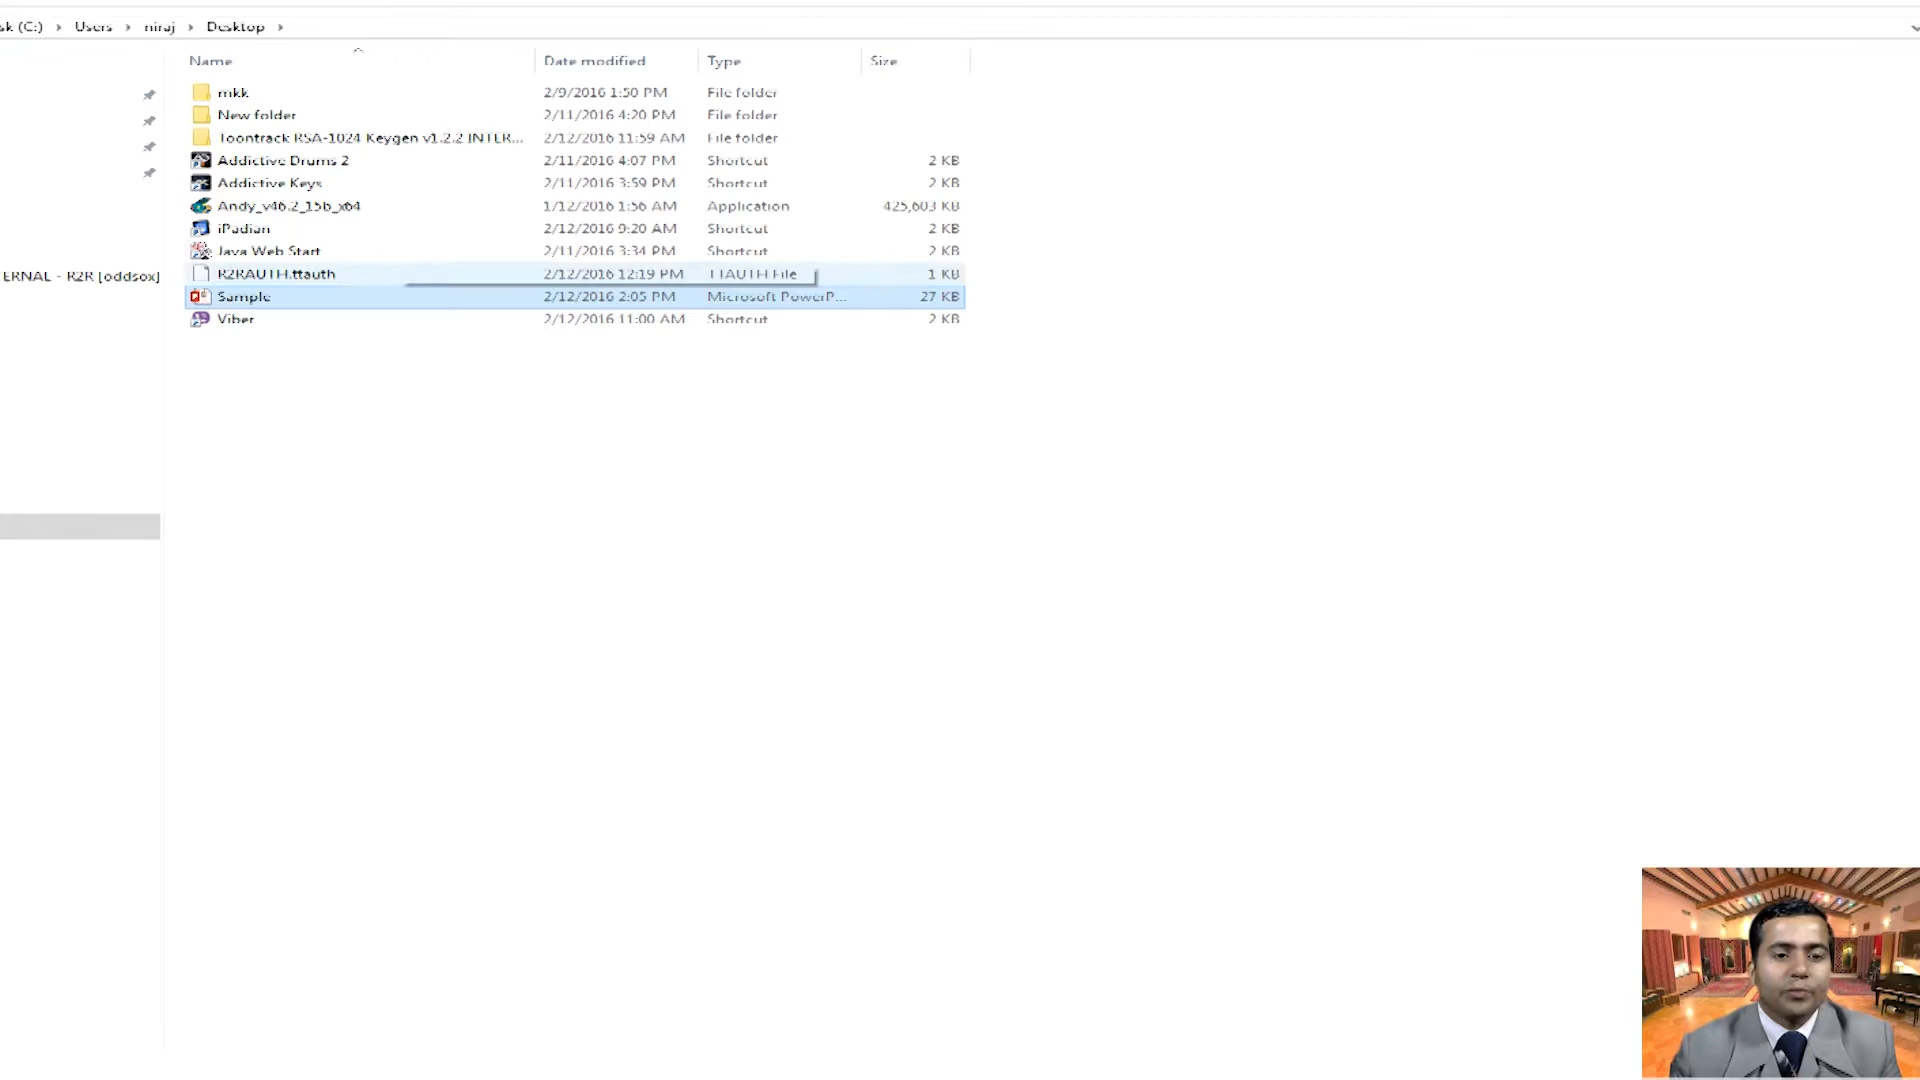 sk (C:) > Users > niraj > Desktop >
Name Date modified Type Size
mkk 2/9/2016 1:50 PM File folder
New folder 2/11/2016 4:20 PM File folder
Toontrack RSA-1024 Keygen v1.2.2 INTER... 2/12/2016 11:59 AM File folder
Addictive Drums 2 2/11/2016 4:07 PM Shortcut 2 KB
Addictive Keys 2/11/2016 3:59 PM Shortcut 2 KB
Andy_v46.2_15b_x64 1/12/2016 1:56 AM Application 425,603 KB
iPadian 2/12/2016 9:20 AM Shortcut 2 KB
Java Web Start 2/11/2016 3:34 PM Shortcut 2 KB
ERNAL - R2R [oddsox] R2RAUTH.ttauth 2/12/2016 12:19 PM TTAUTH File 1 KB
Sample 2/12/2016 2:05 PM Microsoft PowerP... 27 KB
Viber 2/12/2016 11:00 AM Shortcut 2 KB